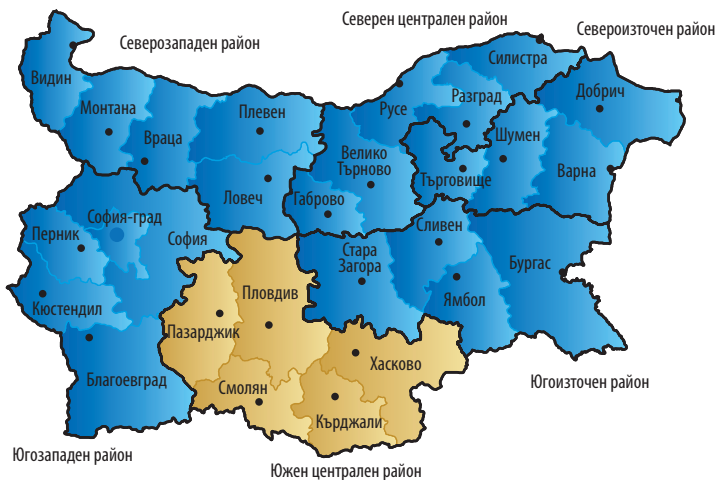 Северен централен район
Североизточен район
Северозападен район
Силистра
Видин
Добрич
Монтана
Плевен
Русе
Разград
Враца
Шумен
Велико
Търново
Търговище
Варна
Ловеч
Габрово
София-град
Перник
София
Сливен
Стара
Загора
Бургас
Кюстендил
Пловдив
Ямбол
Пазарджик
Хасково
Благоевград
Смолян
Югоизточен район
Кърджали
Югозападен район
Южен централен район